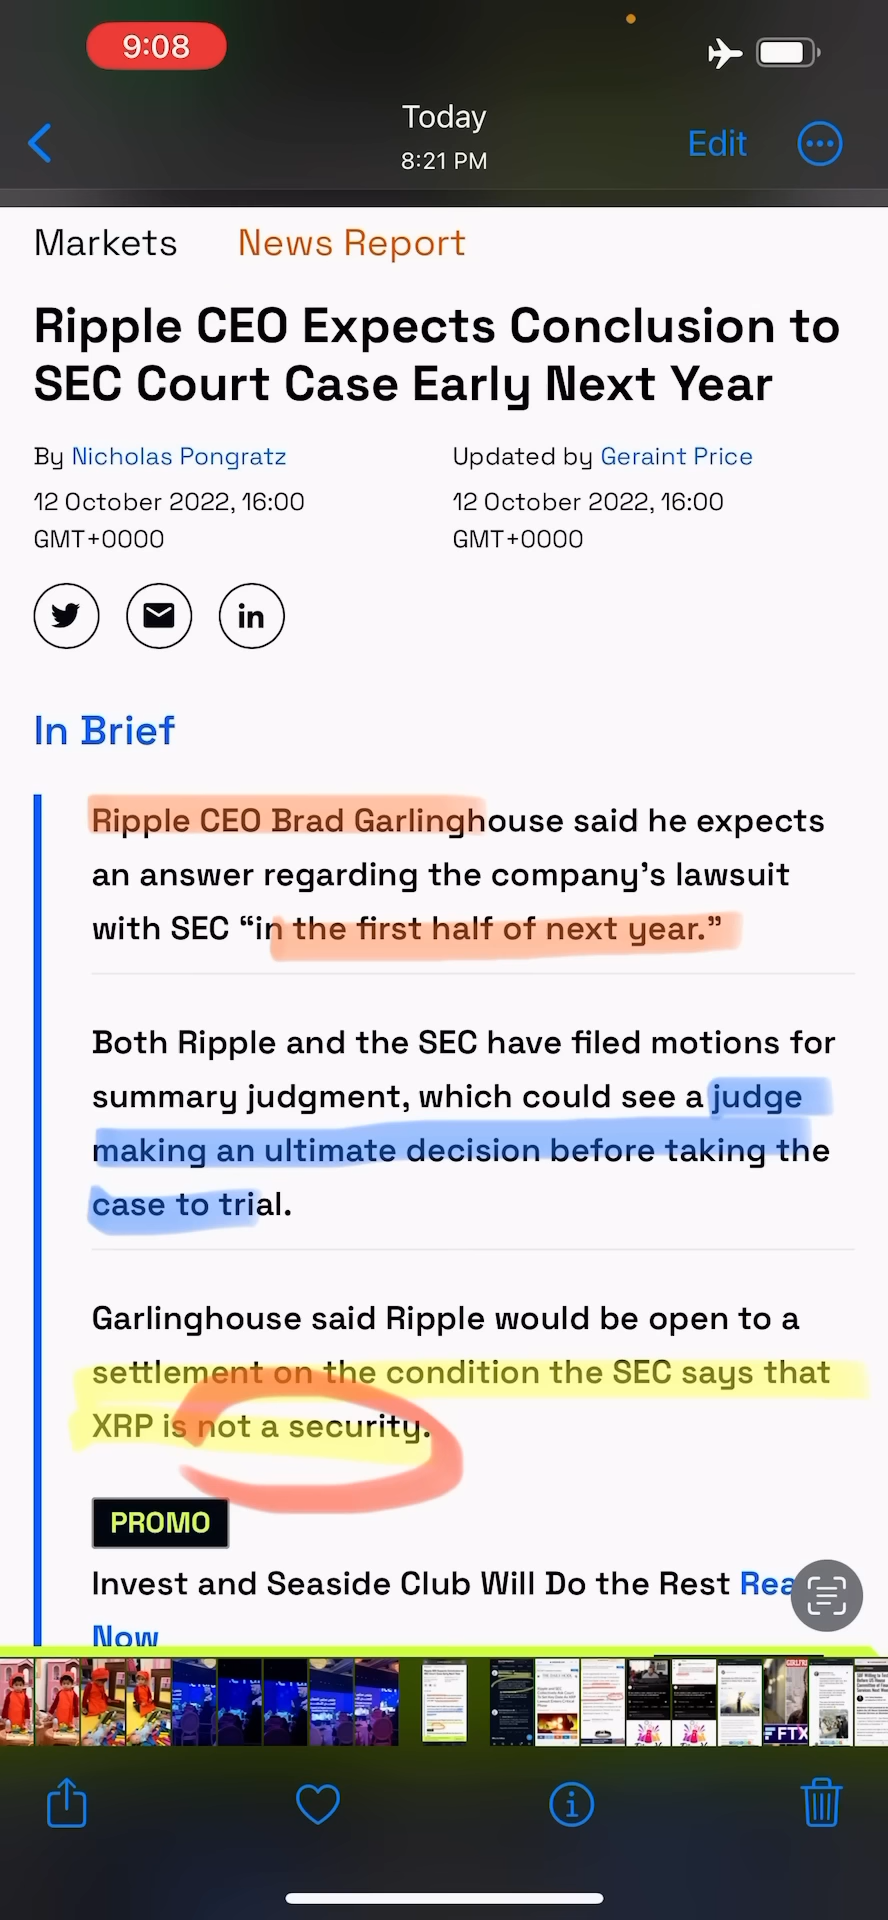 9:08
Today
8:21 PM
Edit
Markets News Report
Ripple CEO Expects Conclusion to
SEC Court Case Early Next Year
By Nicholas Pongratz
12 October 2022, 16:00
GMT+0000
Updated by Geraint Price
12 October 2022, 16:00
GMT+0000
in
In Brief
Ripple CEO Brad Garlinghouse said he expects
an answer regarding the company’s lawsuit
with SEC “in the first half of next year.”
Both Ripple and the SEC have filed motions for
summary judgment, which could see a judge
making an ultimate decision before taking the
case to trial.
Garlinghouse said Ripple would be open to a
settlement on the condition the SEC says that
XRP is not a security.
PROMO
Invest and Seaside Club Will Do the Rest Rea
Now
FTX